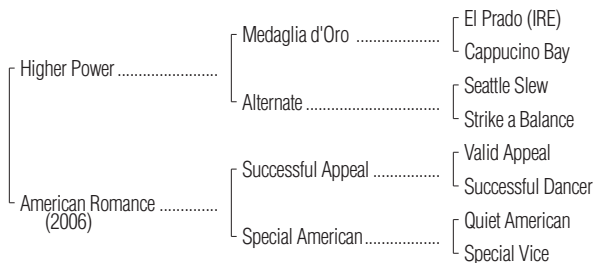 El Prado (IRE)
Medaglia d'Oro ....................
Cappucino Bay
Higher Power ........................
Seattle Slew
Alternate ................................
Strike a Balance
Valid Appeal
Successful Appeal ................
Successful Dancer
American Romance ..............
(2006)
Quiet American
Special American..................
Special Vice